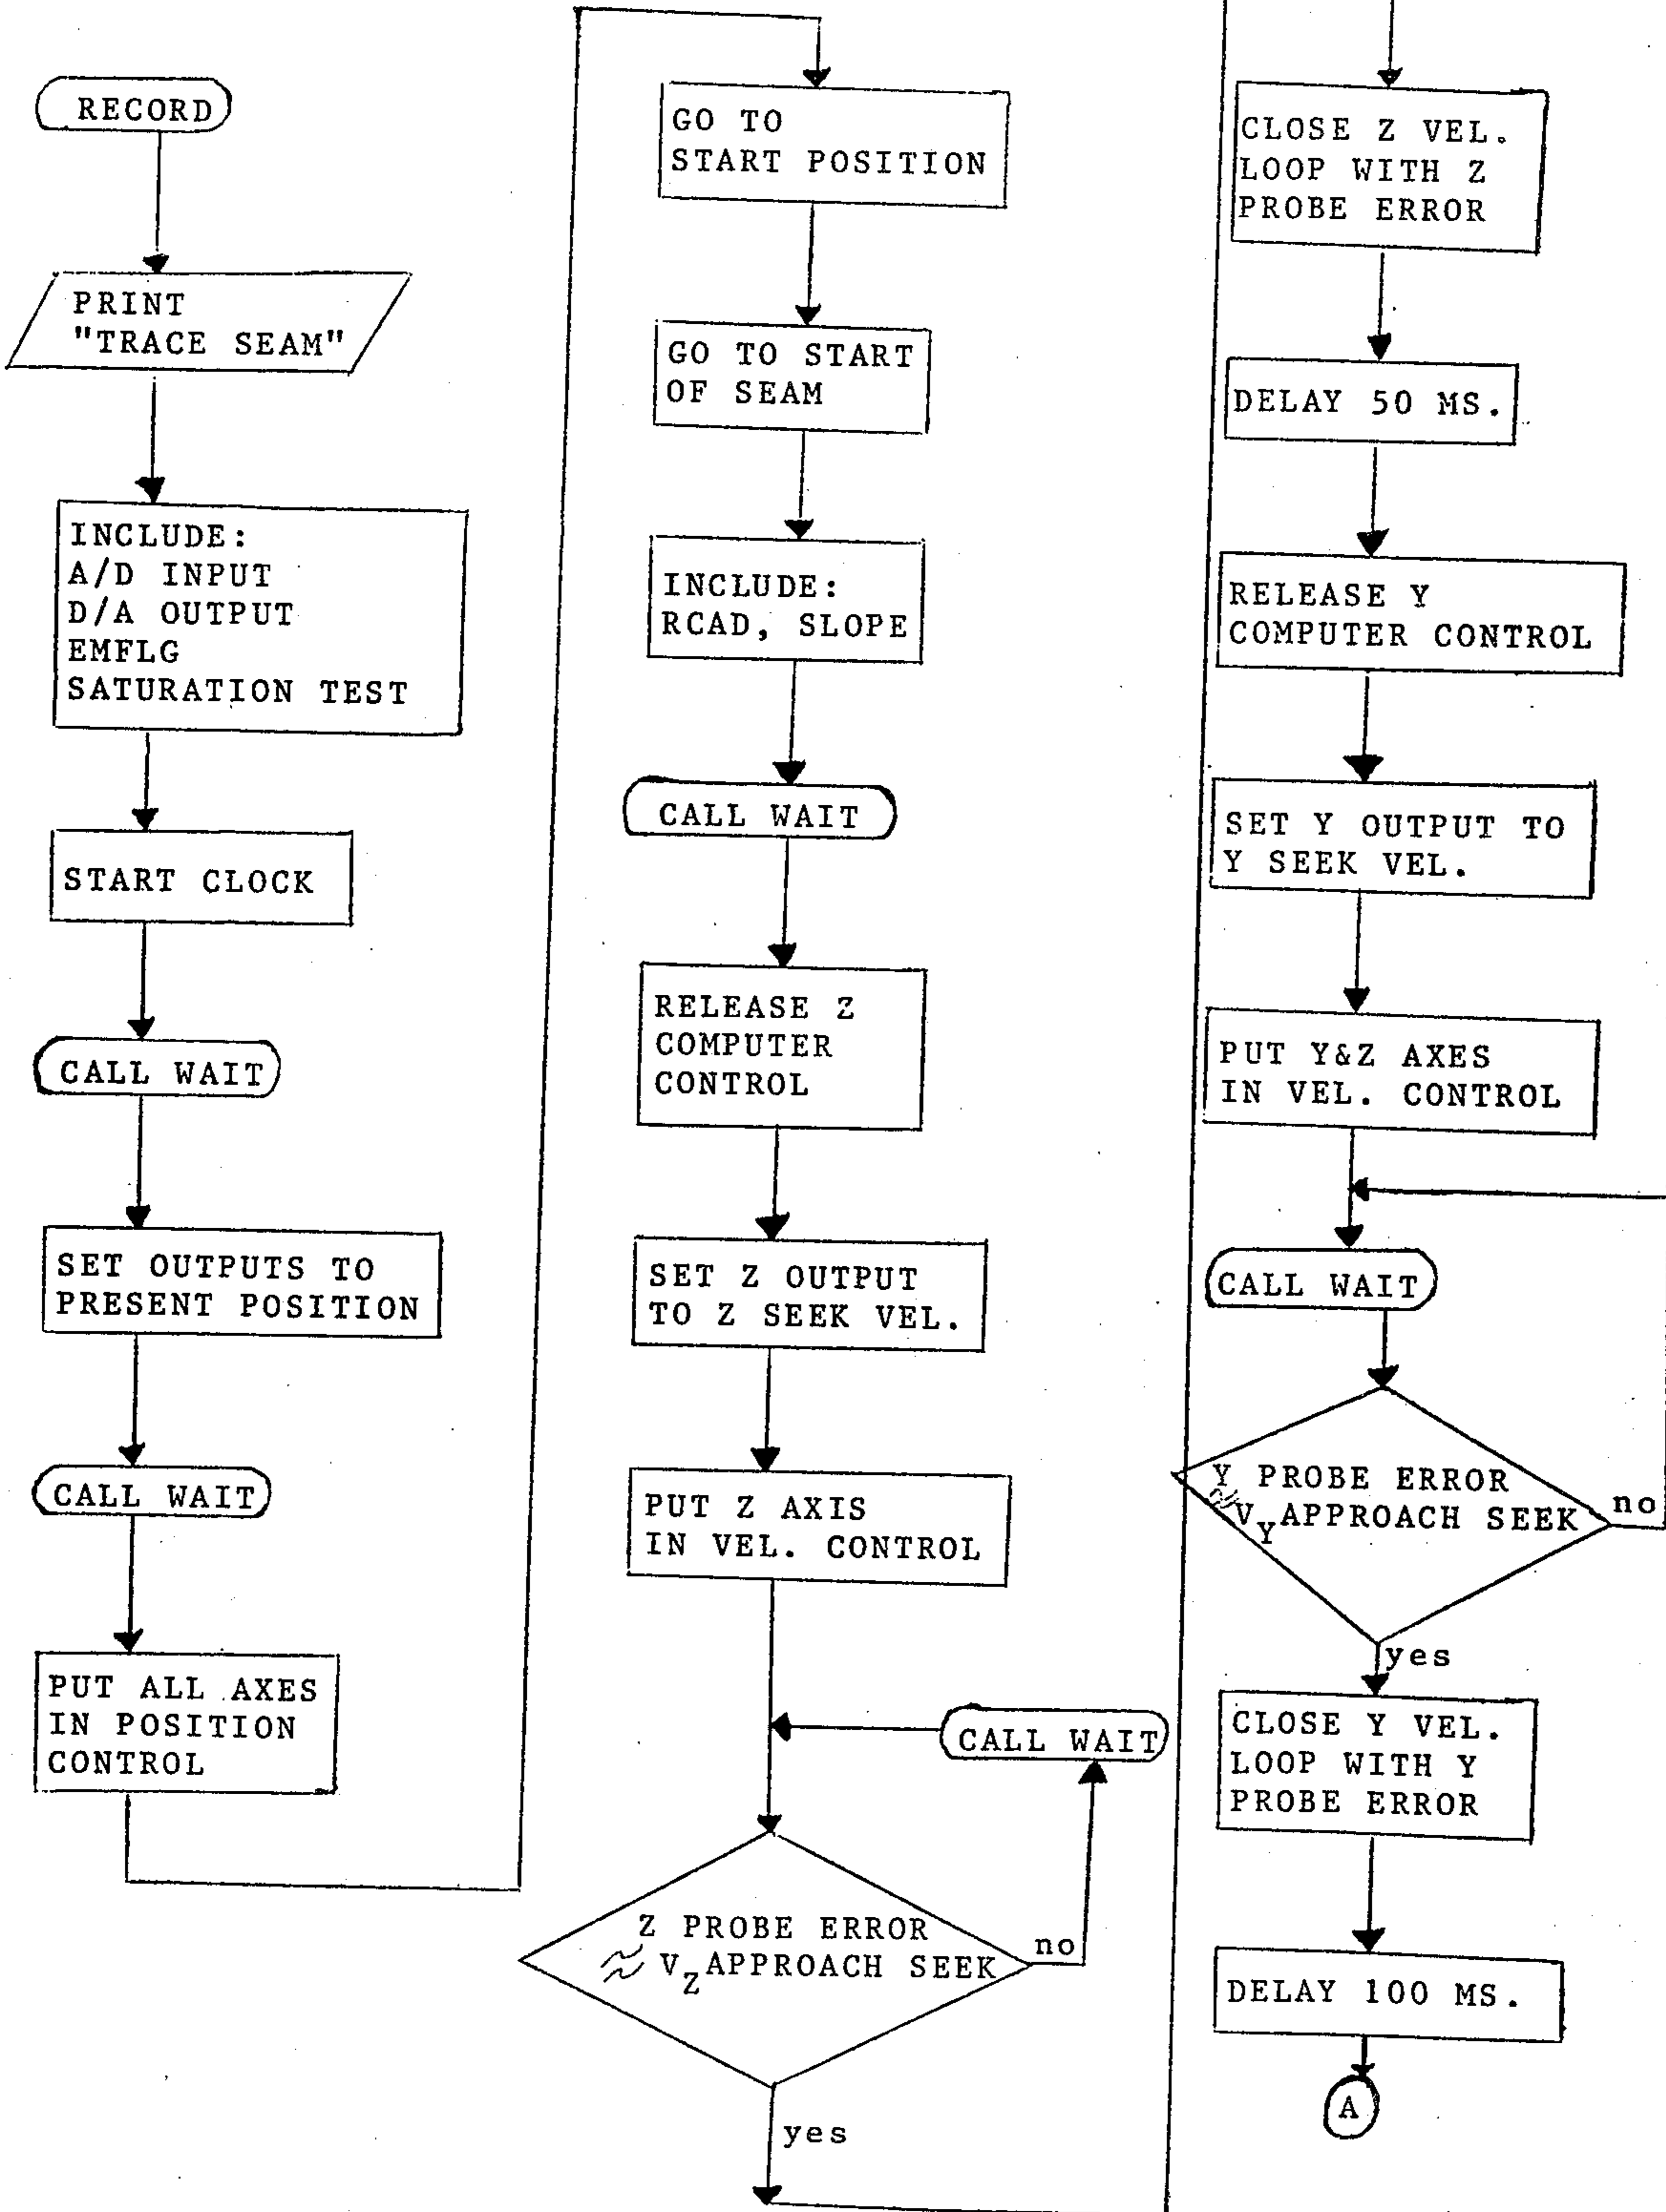 RECORD
PRINT
"TRACE SEAM"
INCLUDE:
A/D INPUT
D/A OUTPUT
EMFLG
SATURATION TEST
START CLOCK
CALL WAIT
SET OUTPUTS TO
PRESENT POSITION
CALL WAIT
PUT ALL AXES
IN POSITION
CONTROL
GO TO
START POSITION
GO TO START
OF SEAM
INCLUDE:
RCAD, SLOPE
CALL WAIT
RELEASE Z
COMPUTER
CONTROL
SET Z OUTPUT
TO Z SEEK VEL.
PUT Z AXIS
IN VEL. CONTROL
CALL WAIT
Z PROBE ERROR
≈ VZ APPROACH SEEK
no
yes
CLOSE Z VEL.
LOOP WITH Z
PROBE ERROR
DELAY 50 MS.
RELEASE Y
COMPUTER CONTROL
SET Y OUTPUT TO
Y SEEK VEL.
PUT Y&Z AXES
IN VEL. CONTROL
CALL WAIT
Y PROBE ERROR
≈ VY APPROACH SEEK
no
yes
CLOSE Y VEL.
LOOP WITH Y
PROBE ERROR
DELAY 100 MS.
A